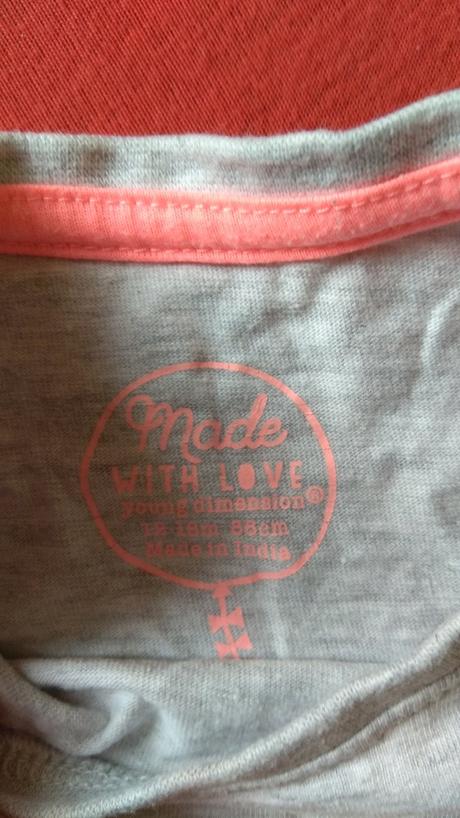 Made
WITH LOVE
young dimension®
12-18m 86cm
Made in India